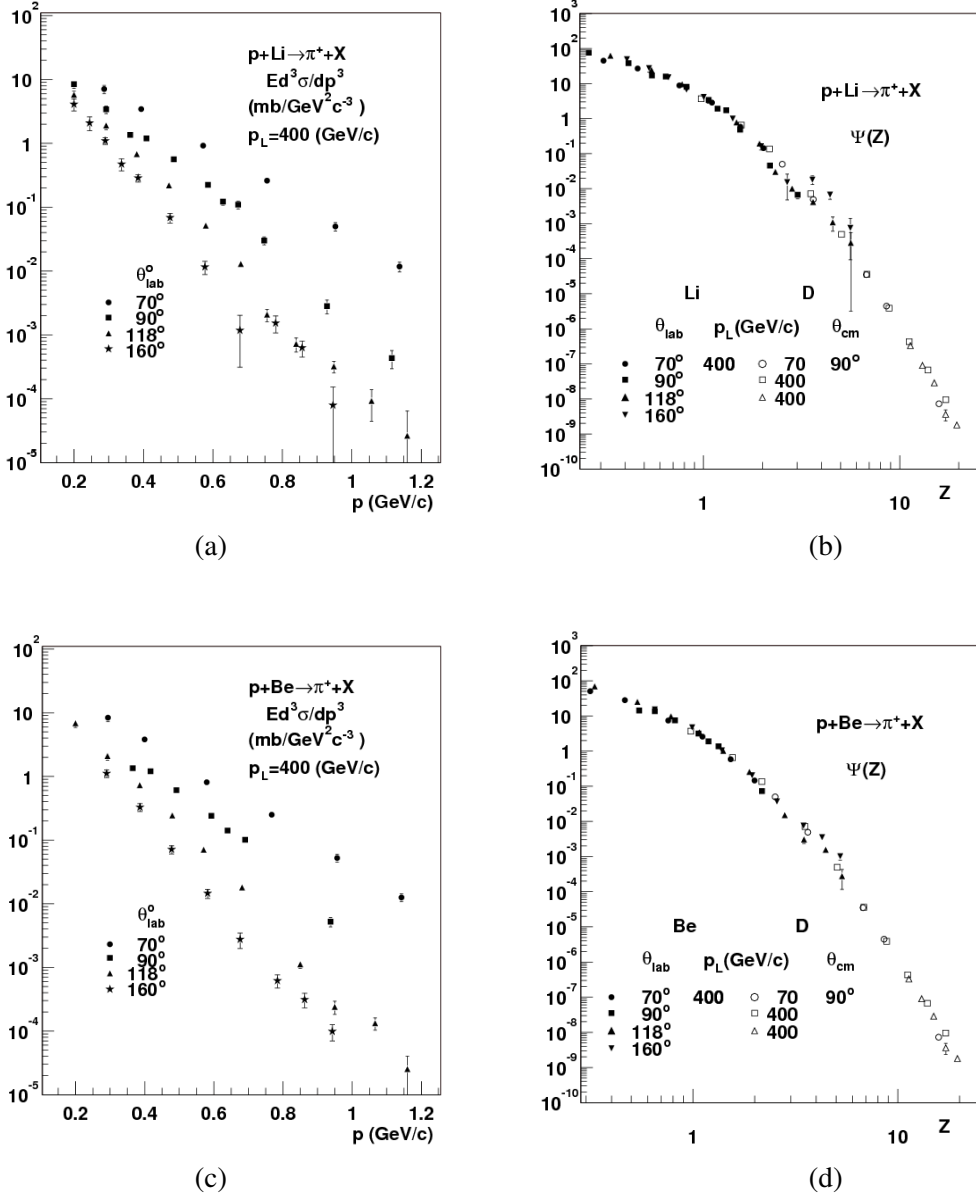 p+Li→π⁺+X
Ed³σ/dp³
(mb/GeV²c⁻³)
p_L=400 (GeV/c)
10²
10
1
10⁻¹
10⁻²
10⁻³
10⁻⁴
10⁻⁵
θ°_lab
70°
90°
118°
160°
0.2 0.4 0.6 0.8 1 1.2
p (GeV/c)
(a)
10³
10²
10
1
10⁻¹
10⁻²
10⁻³
10⁻⁴
10⁻⁵
10⁻⁶
10⁻⁷
10⁻⁸
10⁻⁹
10⁻¹⁰
p+Li→π⁺+X
Ψ(Z)
Li D
θ_lab p_L(GeV/c) θ_cm
70° 400 70 90°
90° 400
118° 400
160°
1 10 Z
(b)
p+Be→π⁺+X
Ed³σ/dp³
(mb/GeV²c⁻³)
p_L=400 (GeV/c)
10²
10
1
10⁻¹
10⁻²
10⁻³
10⁻⁴
10⁻⁵
θ°_lab
70°
90°
118°
160°
0.2 0.4 0.6 0.8 1 1.2
p (GeV/c)
(c)
10³
10²
10
1
10⁻¹
10⁻²
10⁻³
10⁻⁴
10⁻⁵
10⁻⁶
10⁻⁷
10⁻⁸
10⁻⁹
10⁻¹⁰
p+Be→π⁺+X
Ψ(Z)
Be D
θ_lab p_L(GeV/c) θ_cm
70° 400 70 90°
90° 400
118° 400
160°
1 10 Z
(d)